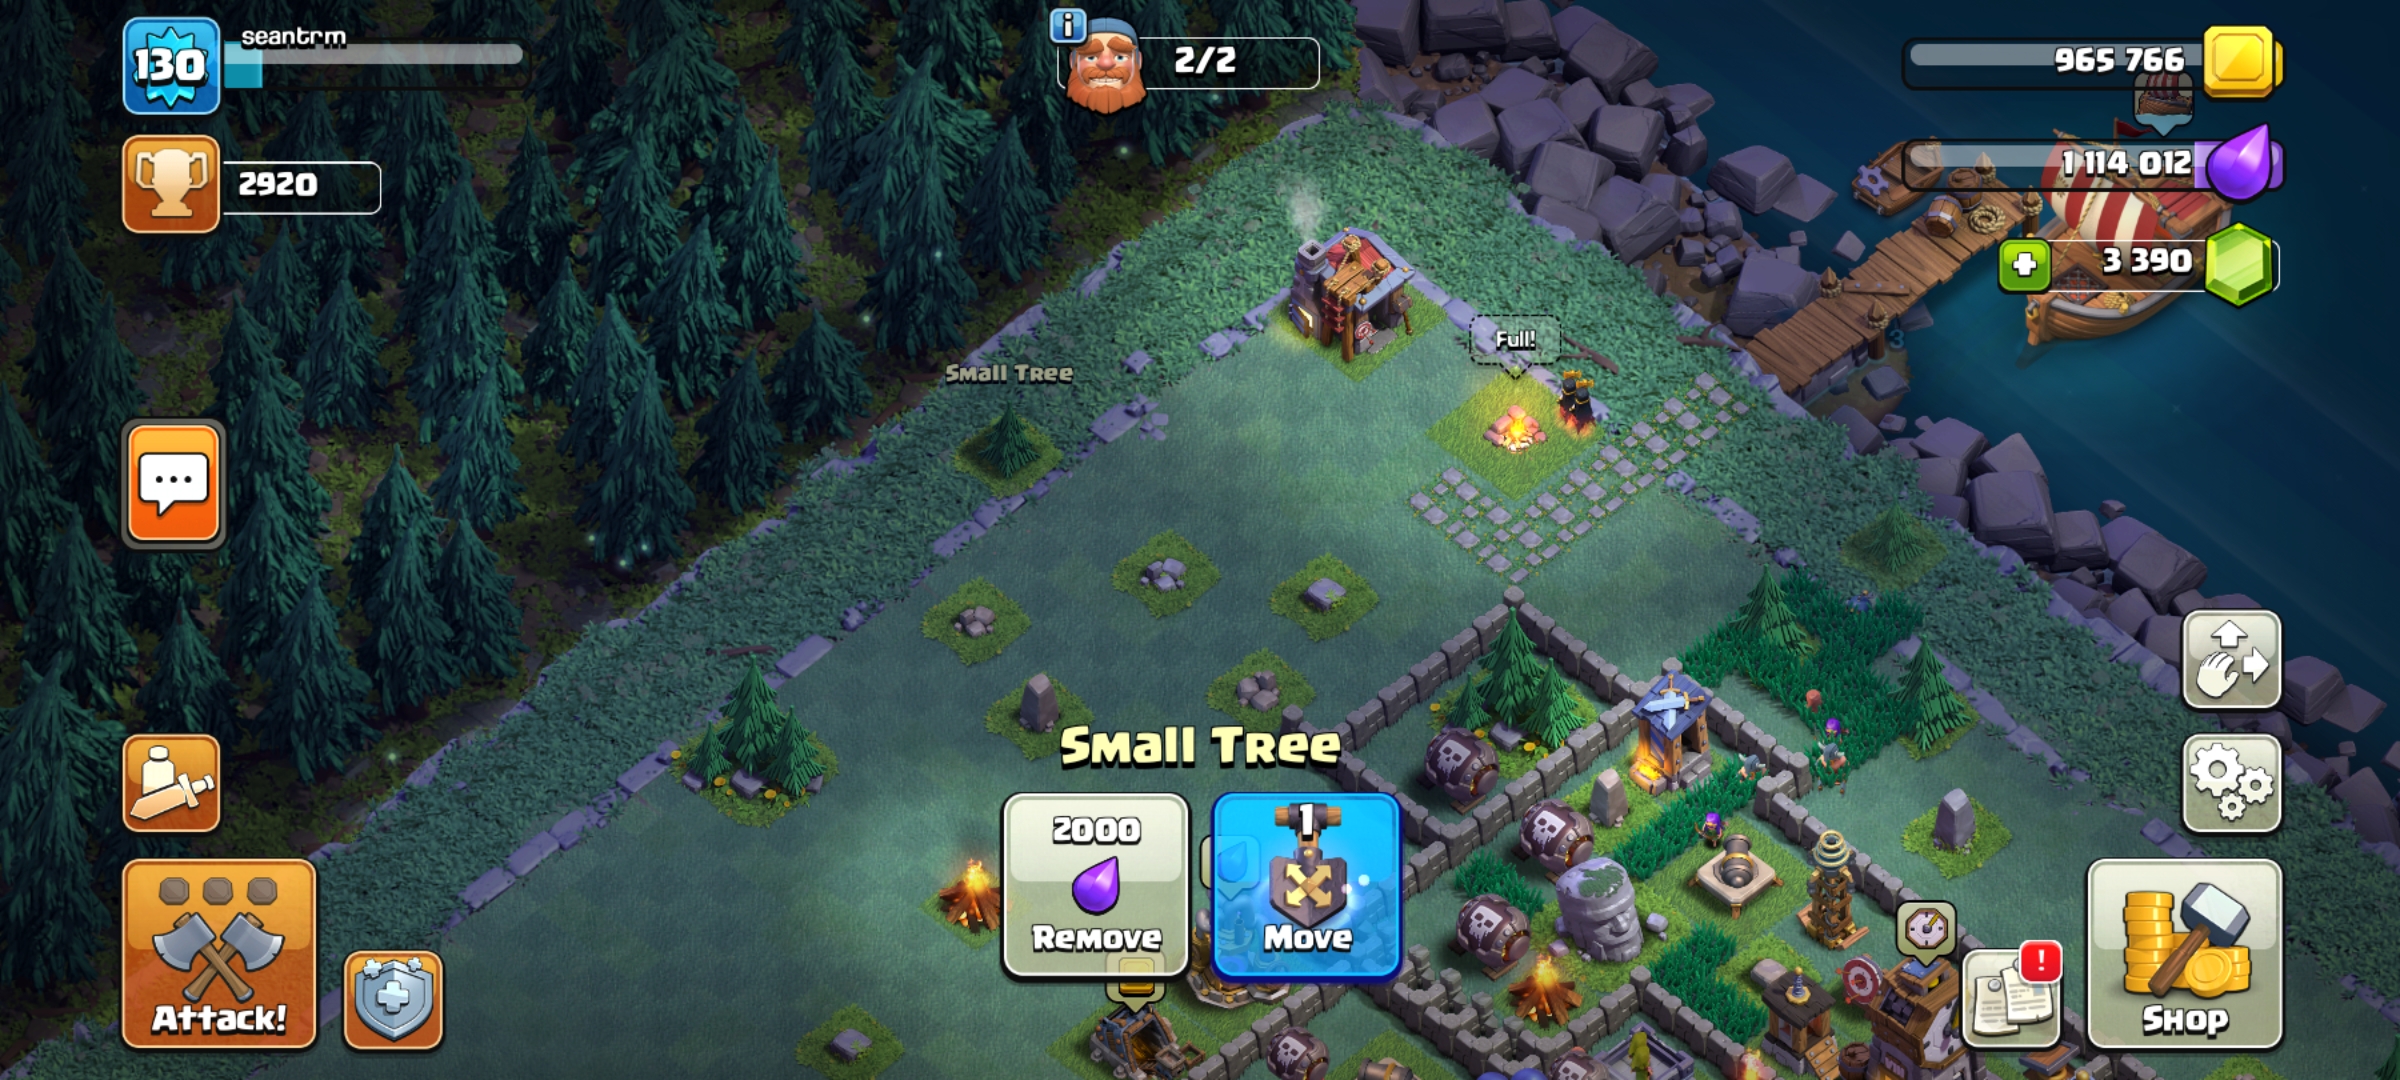 130
seantrm
2/2
965 766
2920
1 114 012
3 390
Full!
Small Tree
Small Tree
2000
1
Remove
Move
Attack!
!
Shop